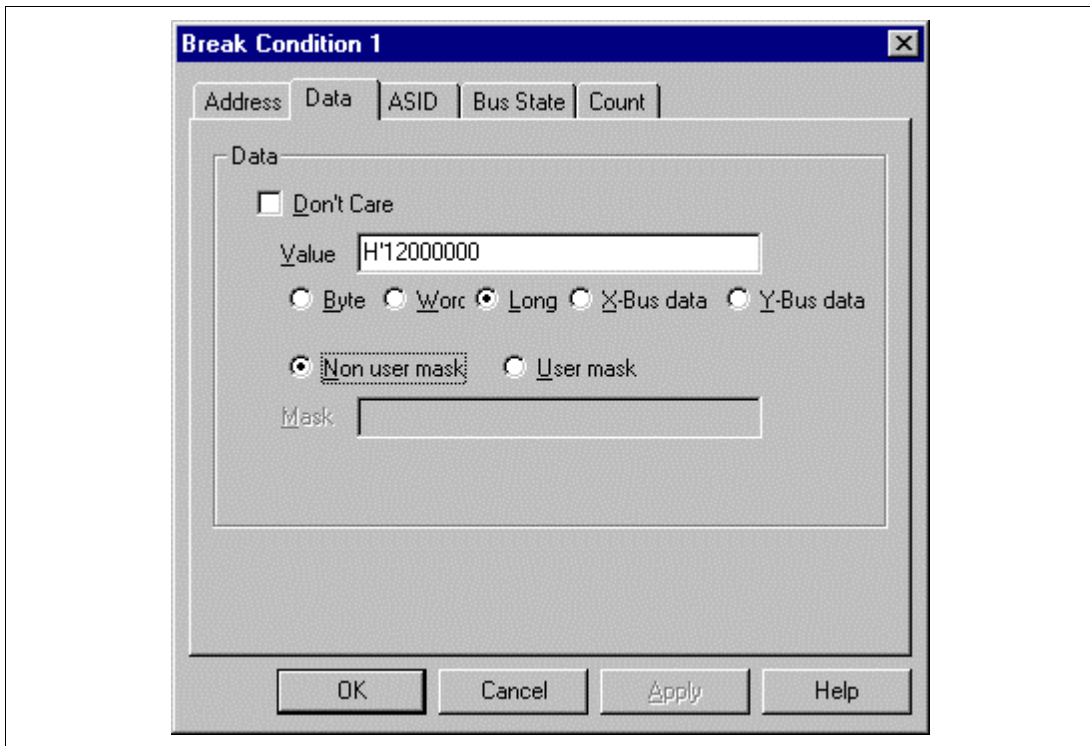 Break Condition 1
Address Data ASID Bus State Count
Data
Don't Care
Value H'12000000
Byte Worc Long X-Bus data Y-Bus data
Non user mask User mask
Mask
OK Cancel Apply Help